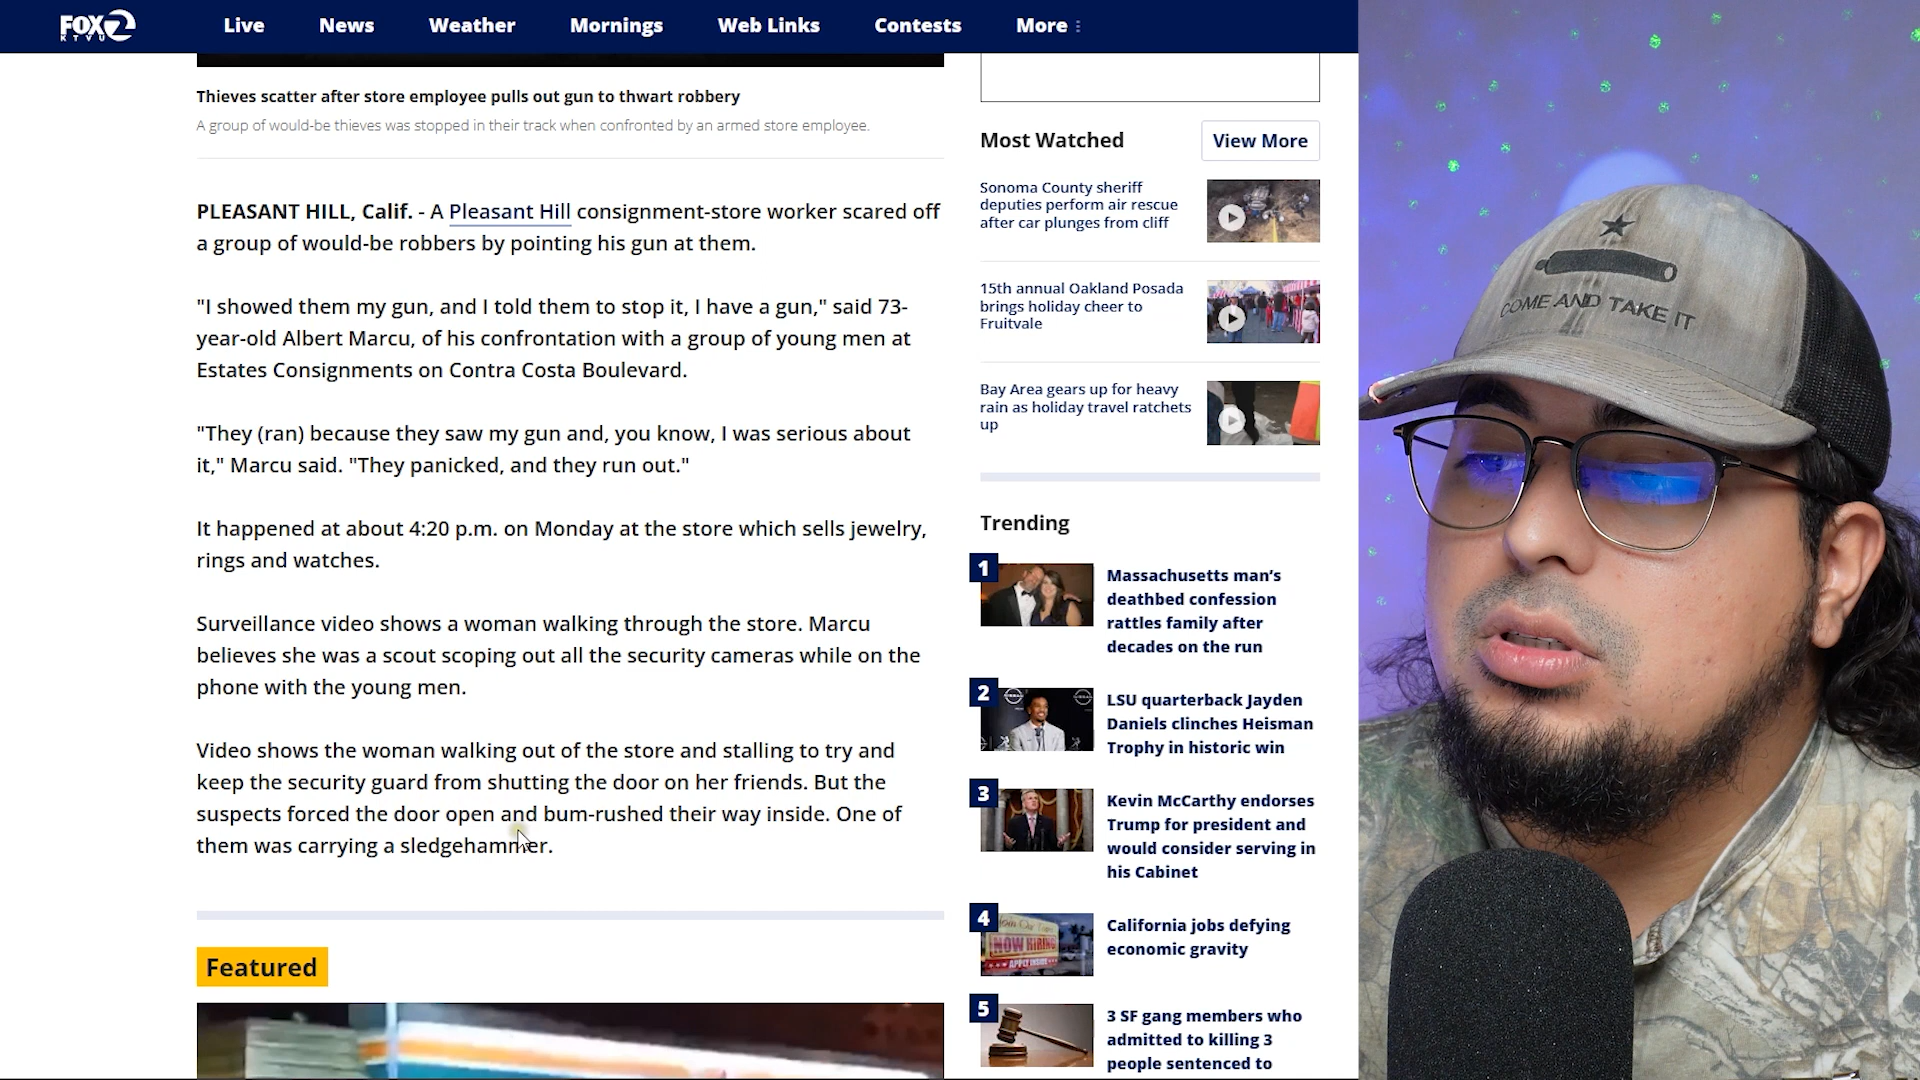 FOX 2
KTVU
Live
News
Weather
Mornings
Web Links
Contests
More
Thieves scatter after store employee pulls out gun to thwart robbery
A group of would-be thieves was stopped in their track when confronted by an armed store employee.
PLEASANT HILL, Calif. - A Pleasant Hill consignment-store worker scared off
a group of would-be robbers by pointing his gun at them.
"I showed them my gun, and I told them to stop it, I have a gun," said 73-
year-old Albert Marcu, of his confrontation with a group of young men at
Estates Consignments on Contra Costa Boulevard.
"They (ran) because they saw my gun and, you know, I was serious about
it," Marcu said. "They panicked, and they run out."
It happened at about 4:20 p.m. on Monday at the store which sells jewelry,
rings and watches.
Surveillance video shows a woman walking through the store. Marcu
believes she was a scout scoping out all the security cameras while on the
phone with the young men.
Video shows the woman walking out of the store and stalling to try and
keep the security guard from shutting the door on her friends. But the
suspects forced the door open and bum-rushed their way inside. One of
them was carrying a sledgehammer.
Featured
Most Watched
View More
Sonoma County sheriff
deputies perform air rescue
after car plunges from cliff
15th annual Oakland Posada
brings holiday cheer to
Fruitvale
Bay Area gears up for heavy
rain as holiday travel ratchets
up
Trending
1
Massachusetts man's
deathbed confession
rattles family after
decades on the run
2
LSU quarterback Jayden
Daniels clinches Heisman
Trophy in historic win
3
Kevin McCarthy endorses
Trump for president and
would consider serving in
his Cabinet
4
NOW HIRING
APPLY INSIDE
California jobs defying
economic gravity
5
3 SF gang members who
admitted to killing 3
people sentenced to
COME AND TAKE IT